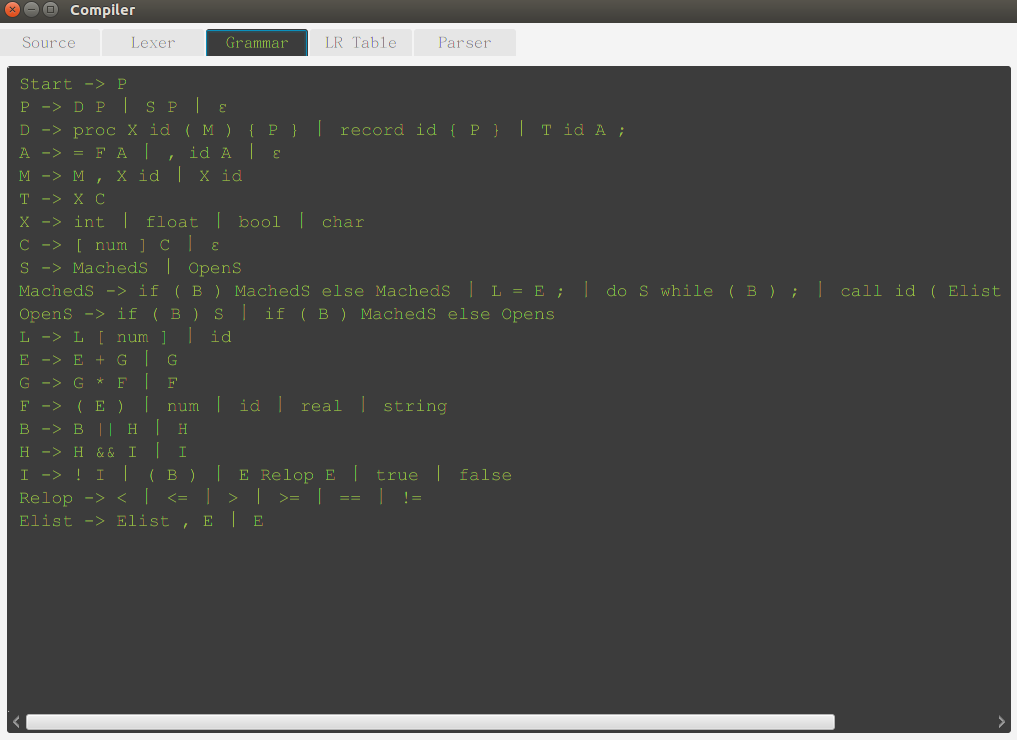 Compiler
Source Lexer Grammar LR Table Parser
Start -> P
P -> D P | S P | ε
D -> proc X id ( M ) { P } | record id { P } | T id A ;
A -> = F A | , id A | ε
M -> M , X id | X id
T -> X C
X -> int | float | bool | char
C -> [ num ] C | ε
S -> MachedS | OpenS
MachedS -> if ( B ) MachedS else MachedS | L = E ; | do S while ( B ) ; | call id ( Elist
OpenS -> if ( B ) S | if ( B ) MachedS else Opens
L -> L [ num ] | id
E -> E + G | G
G -> G * F | F
F -> ( E ) | num | id | real | string
B -> B || H | H
H -> H && I | I
I -> ! I | ( B ) | E Relop E | true | false
Relop -> < | <= | > | >= | == | !=
Elist -> Elist , E | E